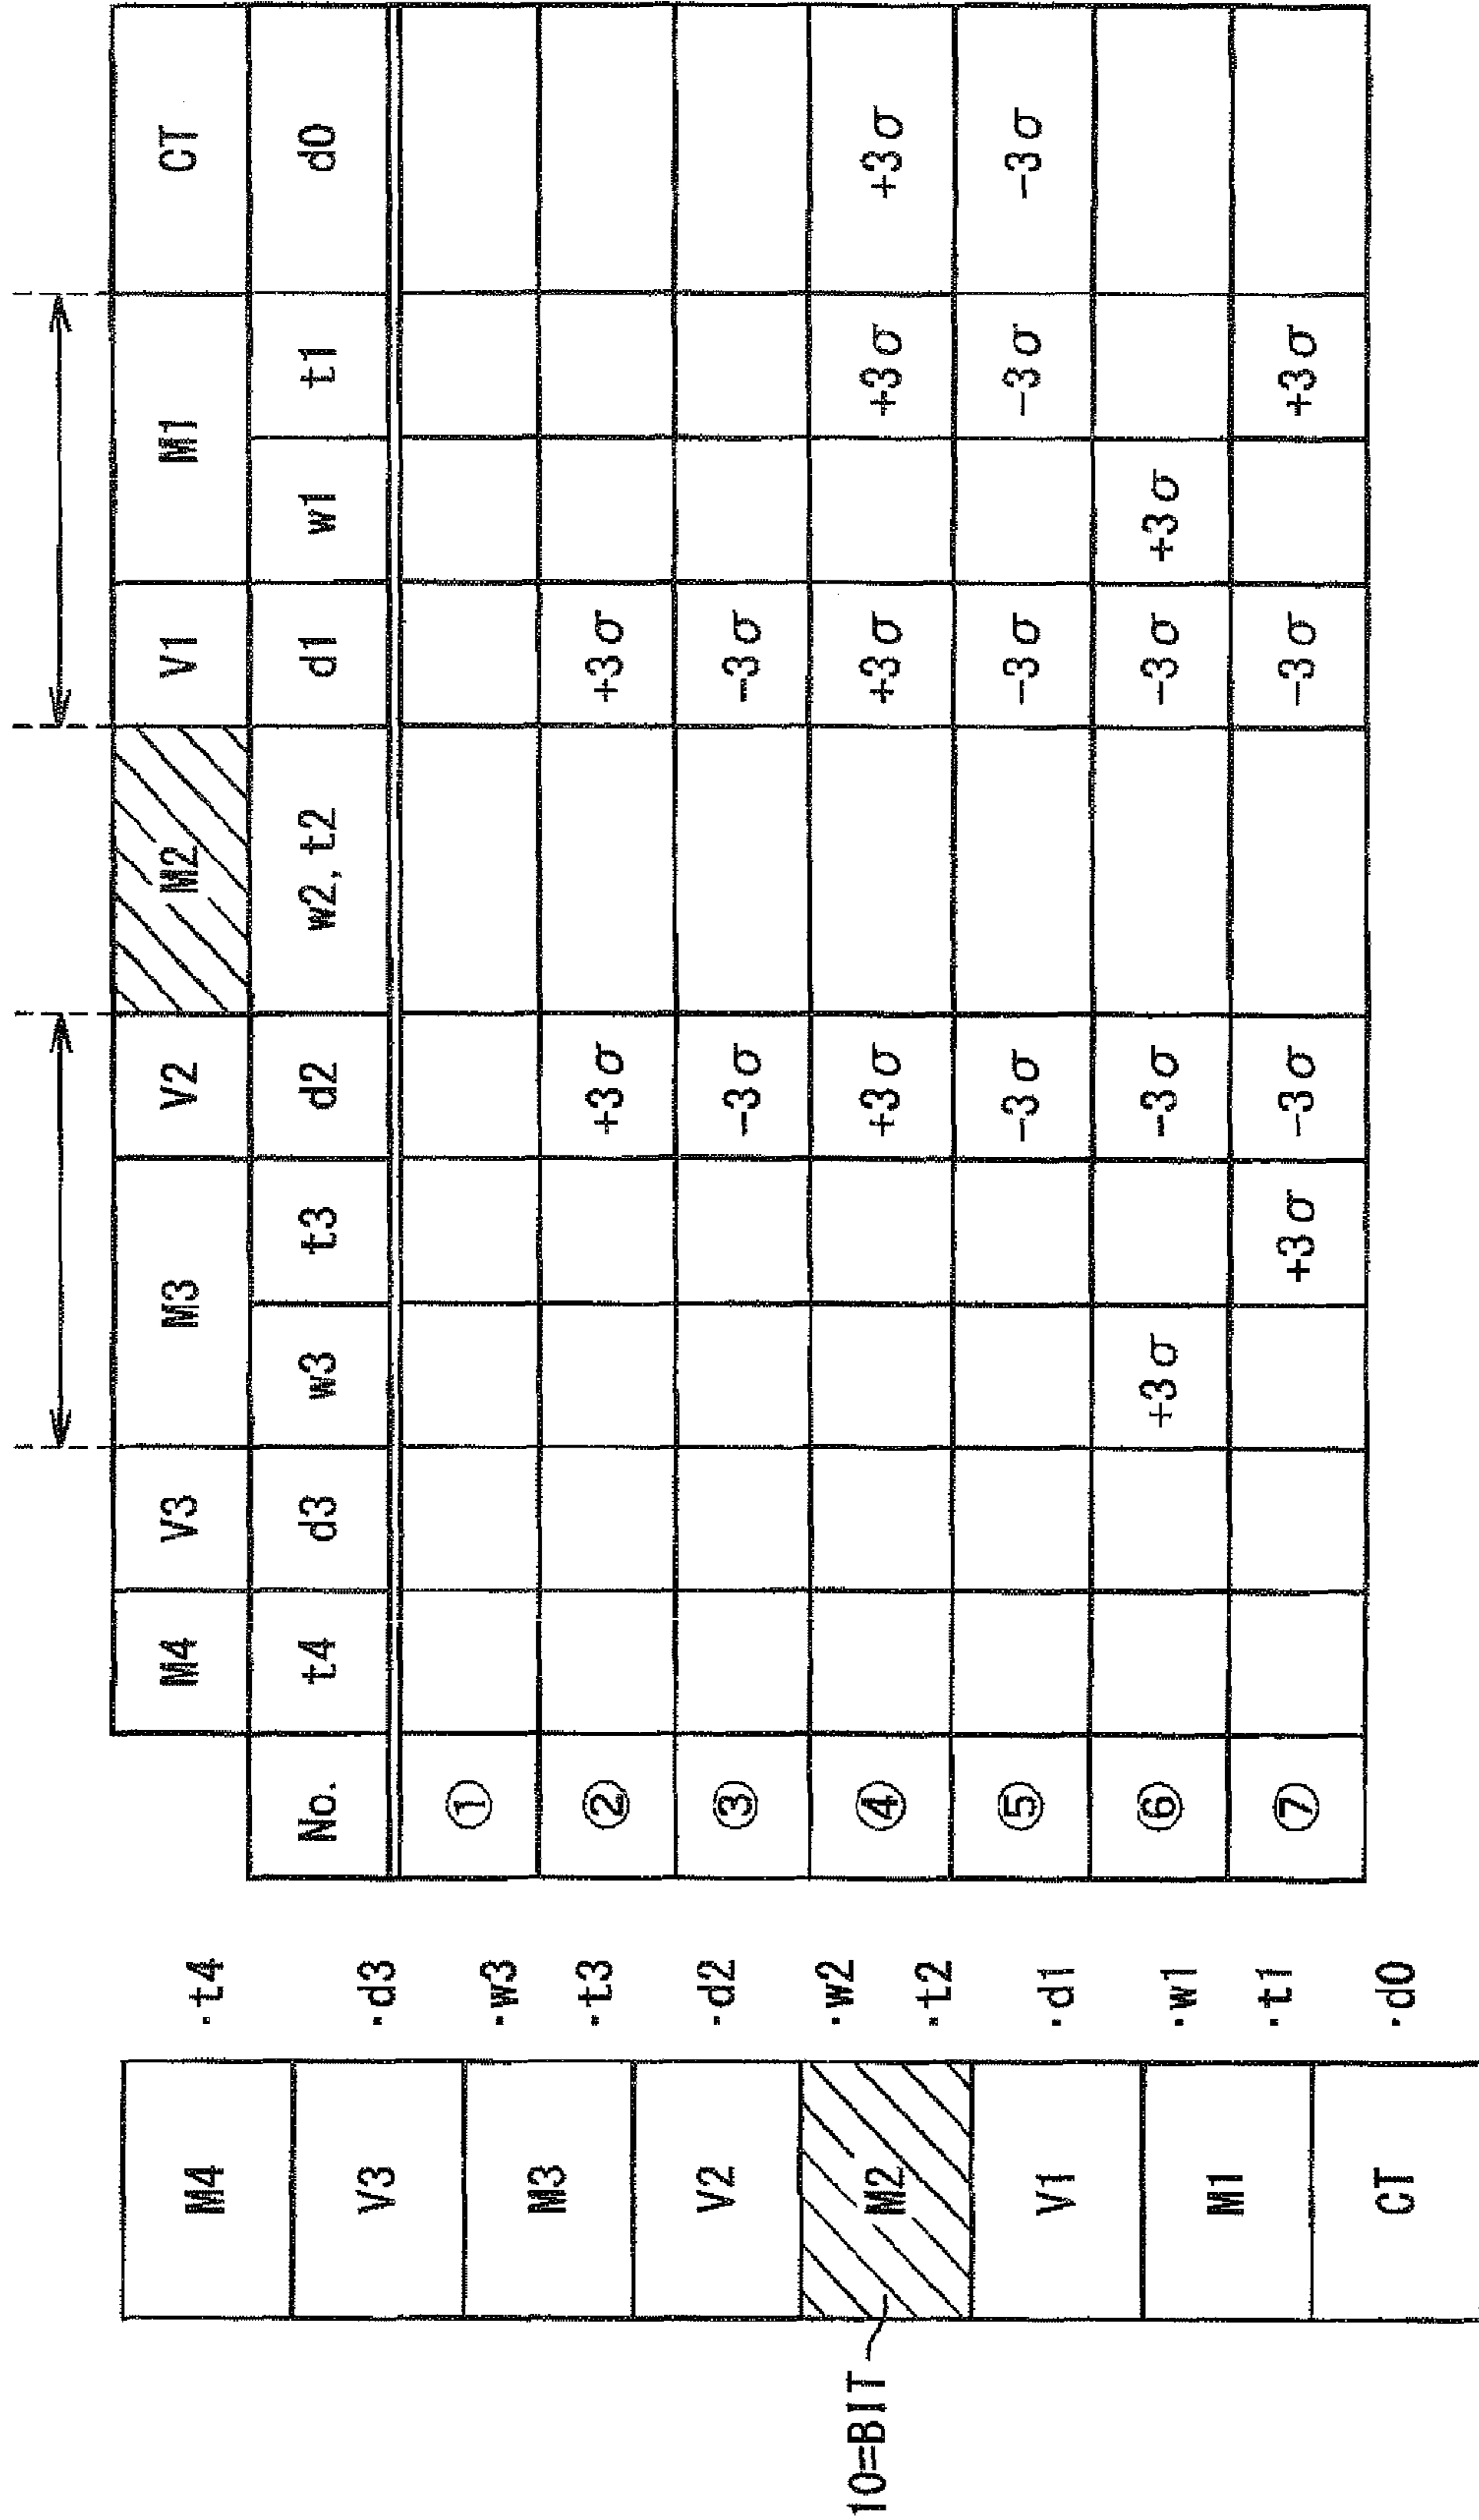 M4 ·t4
V3 ·d3
M3 ·w3 ·t3
V2 ·d2
10=BIT M2 ·w2 ·t2
V1 ·d1
M1 ·w1 ·t1
CT ·d0
M4 V3 M3 V2 M2 V1 M1 CT
No. t4 d3 w3 t3 d2 w2, t2 d1 w1 t1 d0
①
② +3σ +3σ
③ -3σ -3σ
④ +3σ +3σ +3σ +3σ
⑤ -3σ -3σ -3σ -3σ
⑥ +3σ -3σ -3σ +3σ
⑦ +3σ -3σ -3σ +3σ